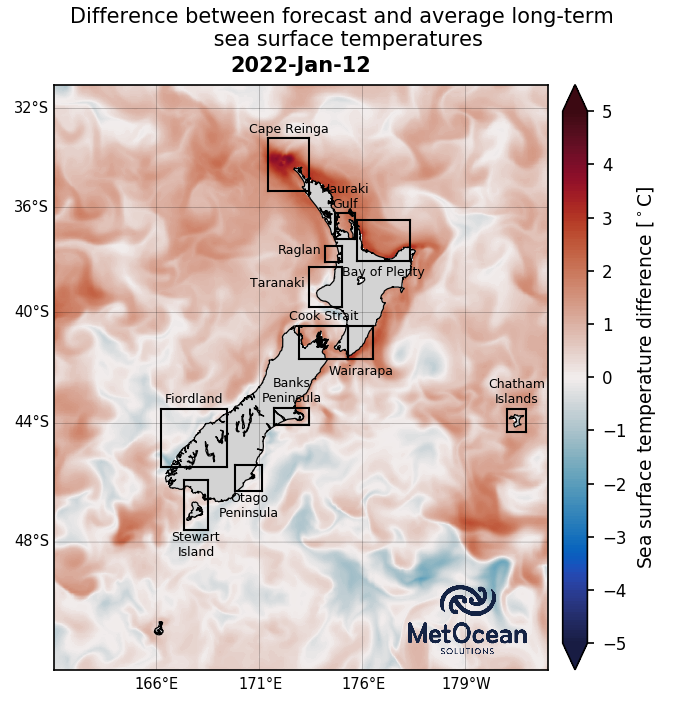 Difference between forecast and average long-term
sea surface temperatures
2022-Jan-12
32°S
36°S
40°S
44°S
48°S
166°E
171°E
176°E
179°W
Cape Reinga
Hauraki
Gulf
Raglan
Bay of Plenty
Taranaki
Cook Strait
Wairarapa
Banks
Peninsula
Fiordland
Chatham
Islands
Otago
Peninsula
Stewart
Island
MetOcean
SOLUTIONS
5
4
3
2
1
0
−1
−2
−3
−4
−5
Sea surface temperature difference [°C]